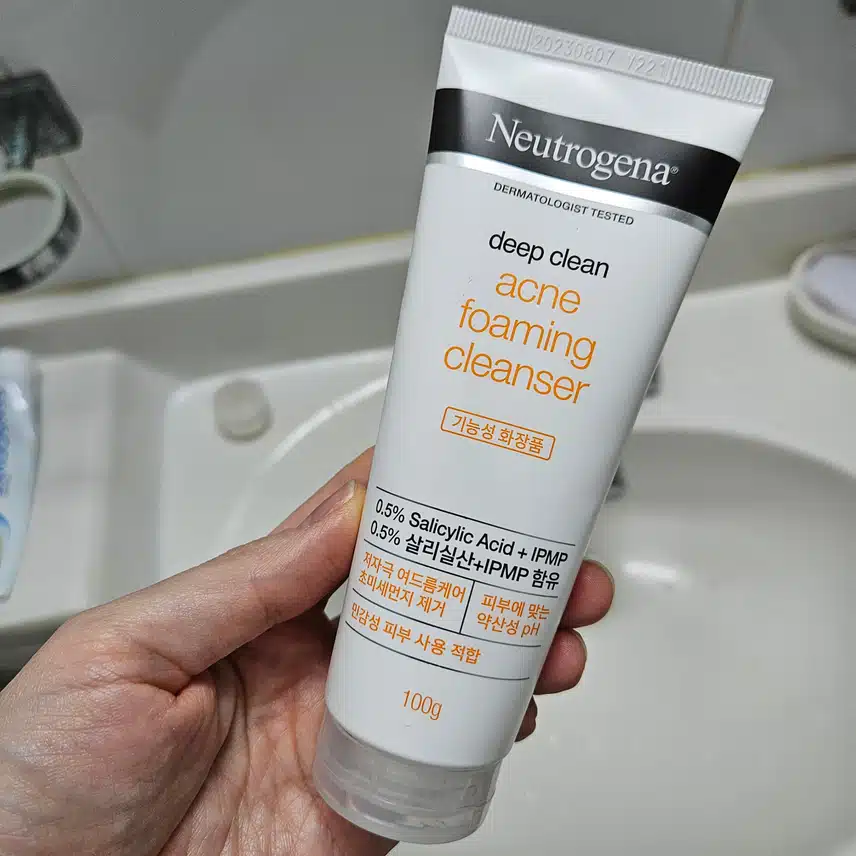 20230807 1221
Neutrogena®
DERMATOLOGIST TESTED
deep clean
acne
foaming
cleanser
기능성 화장품
0.5% Salicylic Acid + IPMP
0.5% 살리실산+IPMP 함유
저자극 여드름케어
초미세먼지 제거
피부에 맞는
약산성 pH
민감성 피부 사용 적합
100g